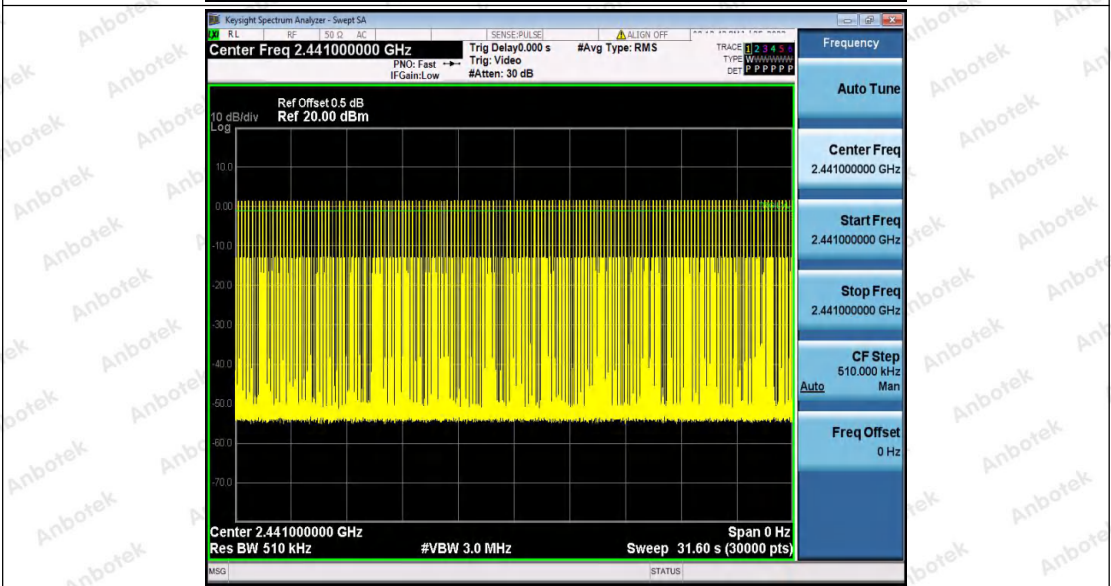 Keysight Spectrum Analyzer - Swept SA
RL RF 50 Ω AC SENSE:PULSE ALIGN OFF
Center Freq 2.441000000 GHz
PNO: Fast
IFGain:Low
Trig Delay0.000 s
Trig: Video
#Atten: 30 dB
#Avg Type: RMS
TRACE 1 2 3 4 5 6
TYPE WWWWWW
DET P P P P P P
Frequency
Auto Tune
Center Freq
2.441000000 GHz
Start Freq
2.441000000 GHz
Stop Freq
2.441000000 GHz
CF Step
510.000 kHz
Auto Man
Freq Offset
0 Hz
Ref Offset 0.5 dB
10 dB/div Ref 20.00 dBm
Log
10.0
0.00
-10.0
-20.0
-30.0
-40.0
-50.0
-60.0
-70.0
Center 2.441000000 GHz Span 0 Hz
Res BW 510 kHz #VBW 3.0 MHz Sweep 31.60 s (30000 pts)
MSG STATUS
Anbotek